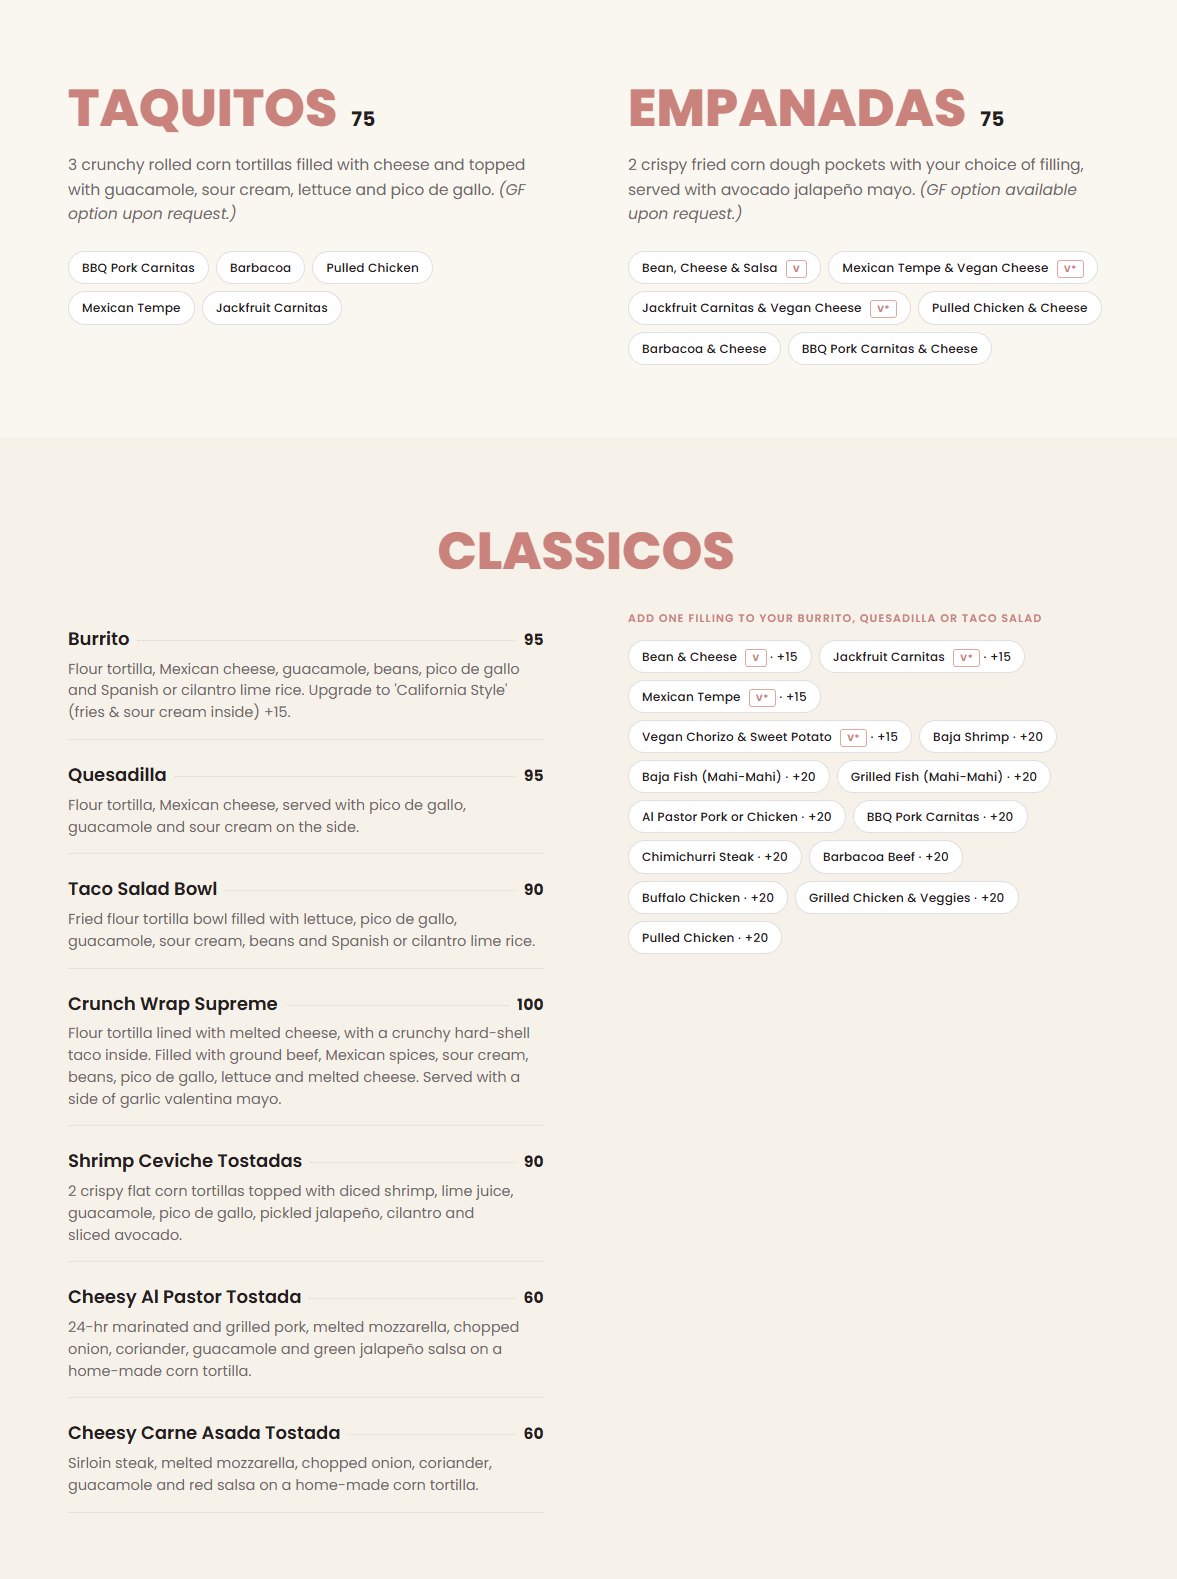 TAQUITOS 75
3 crunchy rolled corn tortillas filled with cheese and topped
with guacamole, sour cream, lettuce and pico de gallo. (GF
option upon request.)
BBQ Pork Carnitas Barbacoa Pulled Chicken
Mexican Tempe Jackfruit Carnitas
EMPANADAS 75
2 crispy fried corn dough pockets with your choice of filling,
served with avocado jalapeño mayo. (GF option available
upon request.)
Bean, Cheese & Salsa V Mexican Tempe & Vegan Cheese V*
Jackfruit Carnitas & Vegan Cheese V* Pulled Chicken & Cheese
Barbacoa & Cheese BBQ Pork Carnitas & Cheese
CLASSICOS
Burrito 95
Flour tortilla, Mexican cheese, guacamole, beans, pico de gallo
and Spanish or cilantro lime rice. Upgrade to 'California Style'
(fries & sour cream inside) +15.
Quesadilla 95
Flour tortilla, Mexican cheese, served with pico de gallo,
guacamole and sour cream on the side.
Taco Salad Bowl 90
Fried flour tortilla bowl filled with lettuce, pico de gallo,
guacamole, sour cream, beans and Spanish or cilantro lime rice.
Crunch Wrap Supreme 100
Flour tortilla lined with melted cheese, with a crunchy hard-shell
taco inside. Filled with ground beef, Mexican spices, sour cream,
beans, pico de gallo, lettuce and melted cheese. Served with a
side of garlic valentina mayo.
Shrimp Ceviche Tostadas 90
2 crispy flat corn tortillas topped with diced shrimp, lime juice,
guacamole, pico de gallo, pickled jalapeño, cilantro and
sliced avocado.
Cheesy Al Pastor Tostada 60
24-hr marinated and grilled pork, melted mozzarella, chopped
onion, coriander, guacamole and green jalapeño salsa on a
home-made corn tortilla.
Cheesy Carne Asada Tostada 60
Sirloin steak, melted mozzarella, chopped onion, coriander,
guacamole and red salsa on a home-made corn tortilla.
ADD ONE FILLING TO YOUR BURRITO, QUESADILLA OR TACO SALAD
Bean & Cheese V · +15 Jackfruit Carnitas V* · +15
Mexican Tempe V* · +15
Vegan Chorizo & Sweet Potato V* · +15 Baja Shrimp · +20
Baja Fish (Mahi-Mahi) · +20 Grilled Fish (Mahi-Mahi) · +20
Al Pastor Pork or Chicken · +20 BBQ Pork Carnitas · +20
Chimichurri Steak · +20 Barbacoa Beef · +20
Buffalo Chicken · +20 Grilled Chicken & Veggies · +20
Pulled Chicken · +20